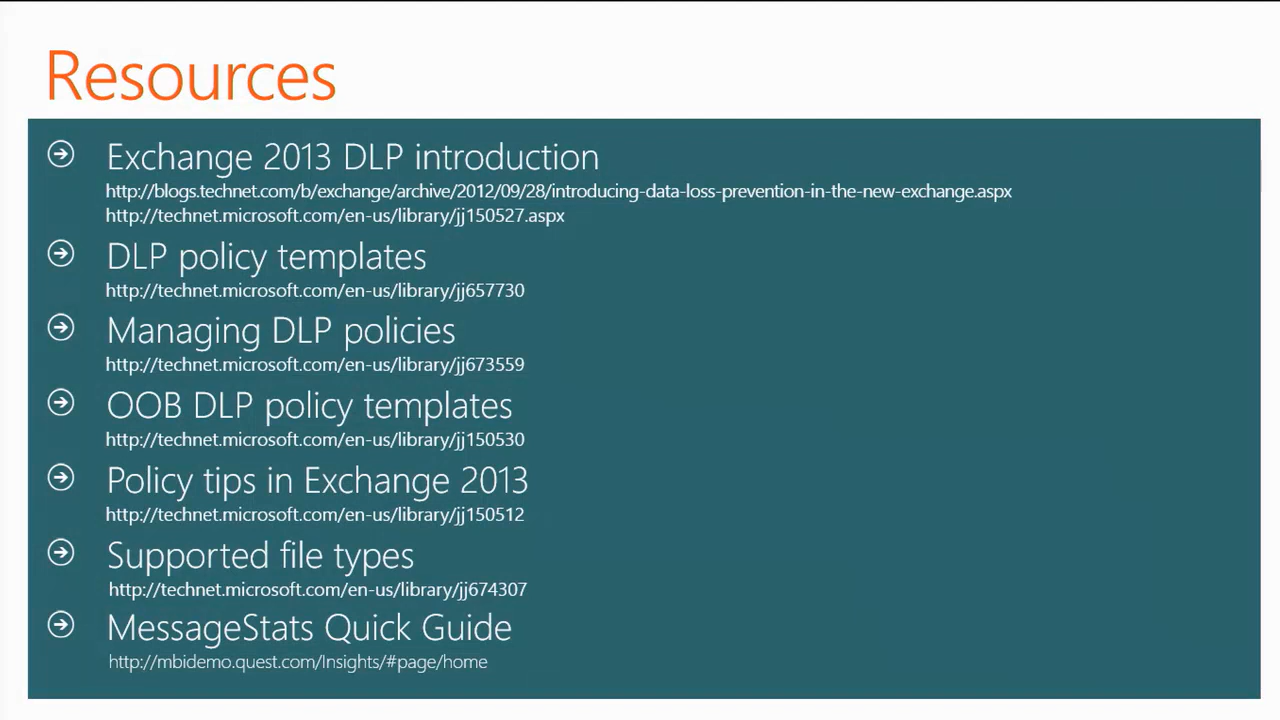 Resources
Exchange 2013 DLP introduction
http://blogs.technet.com/b/exchange/archive/2012/09/28/introducing-data-loss-prevention-in-the-new-exchange.aspx
http://technet.microsoft.com/en-us/library/jj150527.aspx
DLP policy templates
http://technet.microsoft.com/en-us/library/jj657730
Managing DLP policies
http://technet.microsoft.com/en-us/library/jj673559
OOB DLP policy templates
http://technet.microsoft.com/en-us/library/jj150530
Policy tips in Exchange 2013
http://technet.microsoft.com/en-us/library/jj150512
Supported file types
http://technet.microsoft.com/en-us/library/jj674307
MessageStats Quick Guide
http://mbidemo.quest.com/Insights/#page/home